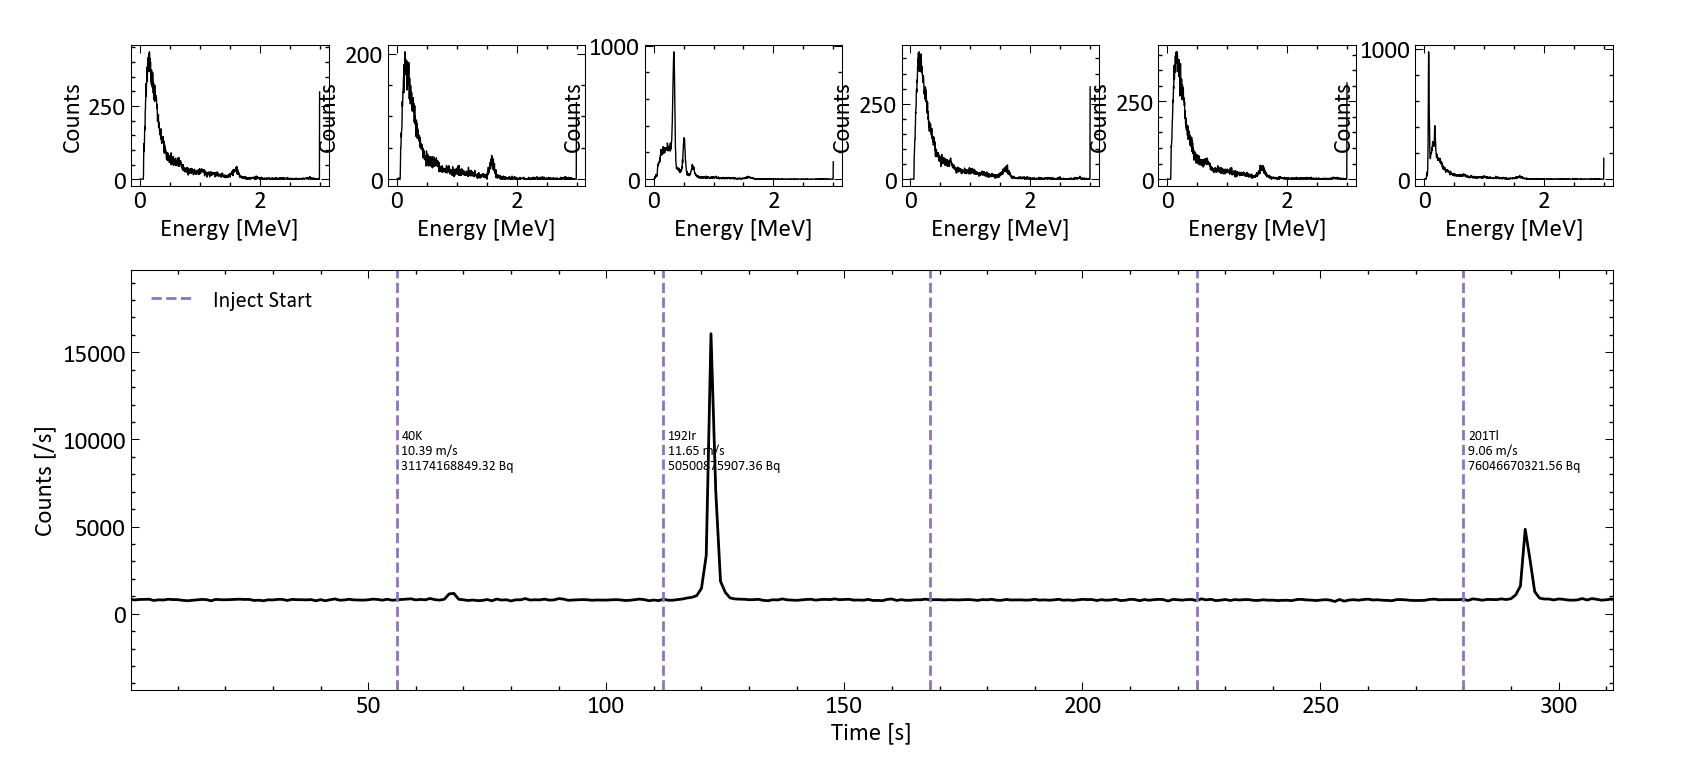 Counts
250
0
0
2
Energy [MeV]
Counts
200
0
0
2
Energy [MeV]
Counts
1000
0
0
2
Energy [MeV]
Counts
250
0
0
2
Energy [MeV]
Counts
250
0
0
2
Energy [MeV]
Counts
1000
0
0
2
Energy [MeV]
Inject Start
Counts [/s]
15000
10000
5000
0
40K
10.39 m/s
31174168849.32 Bq
192Ir
11.65 m/s
50500875907.36 Bq
201Tl
9.06 m/s
76046670321.56 Bq
50
100
150
200
250
300
Time [s]